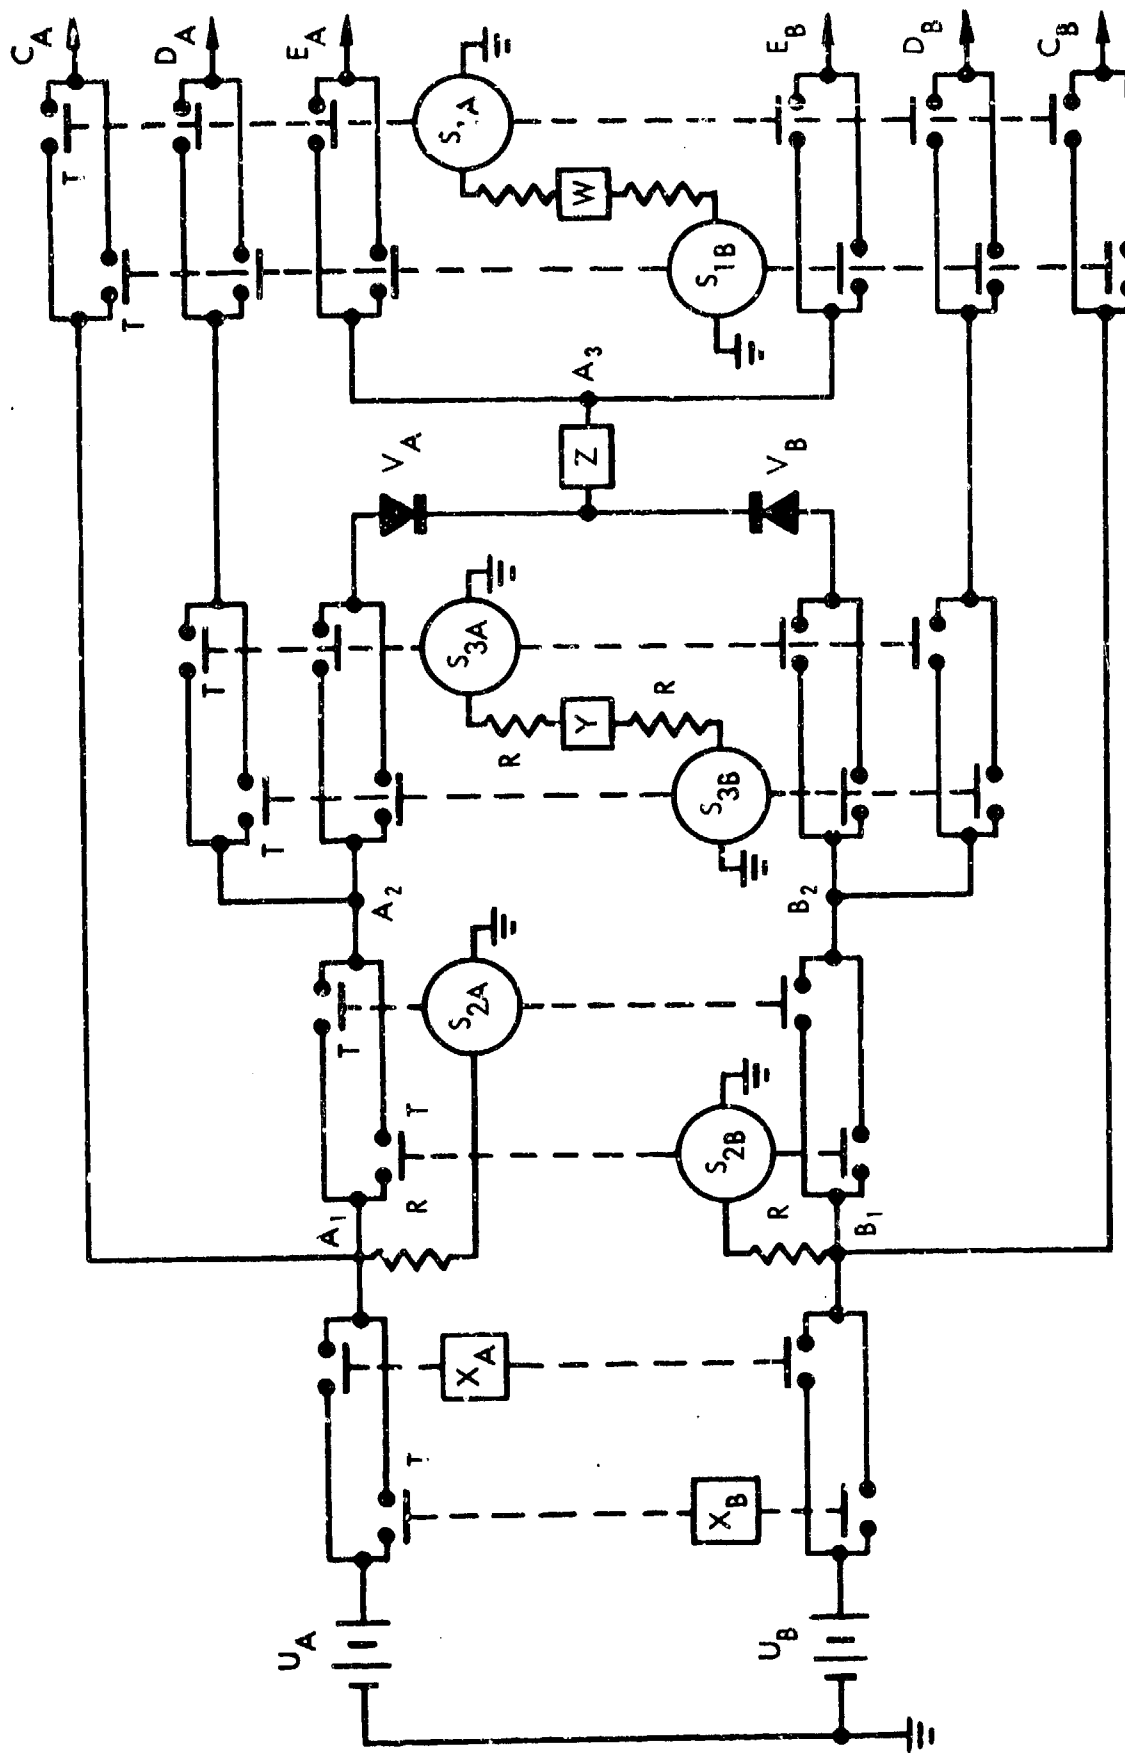 C_A
D_A
E_A
E_B
D_B
C_B
T
T
S_1A
W
S_1B
A_3
Z
V_A
V_B
T
T
S_3A
R
Y
R
S_3B
A_2
B_2
T
T
S_2A
S_2B
A_1
R
R
B_1
X_A
T
X_B
U_A
U_B